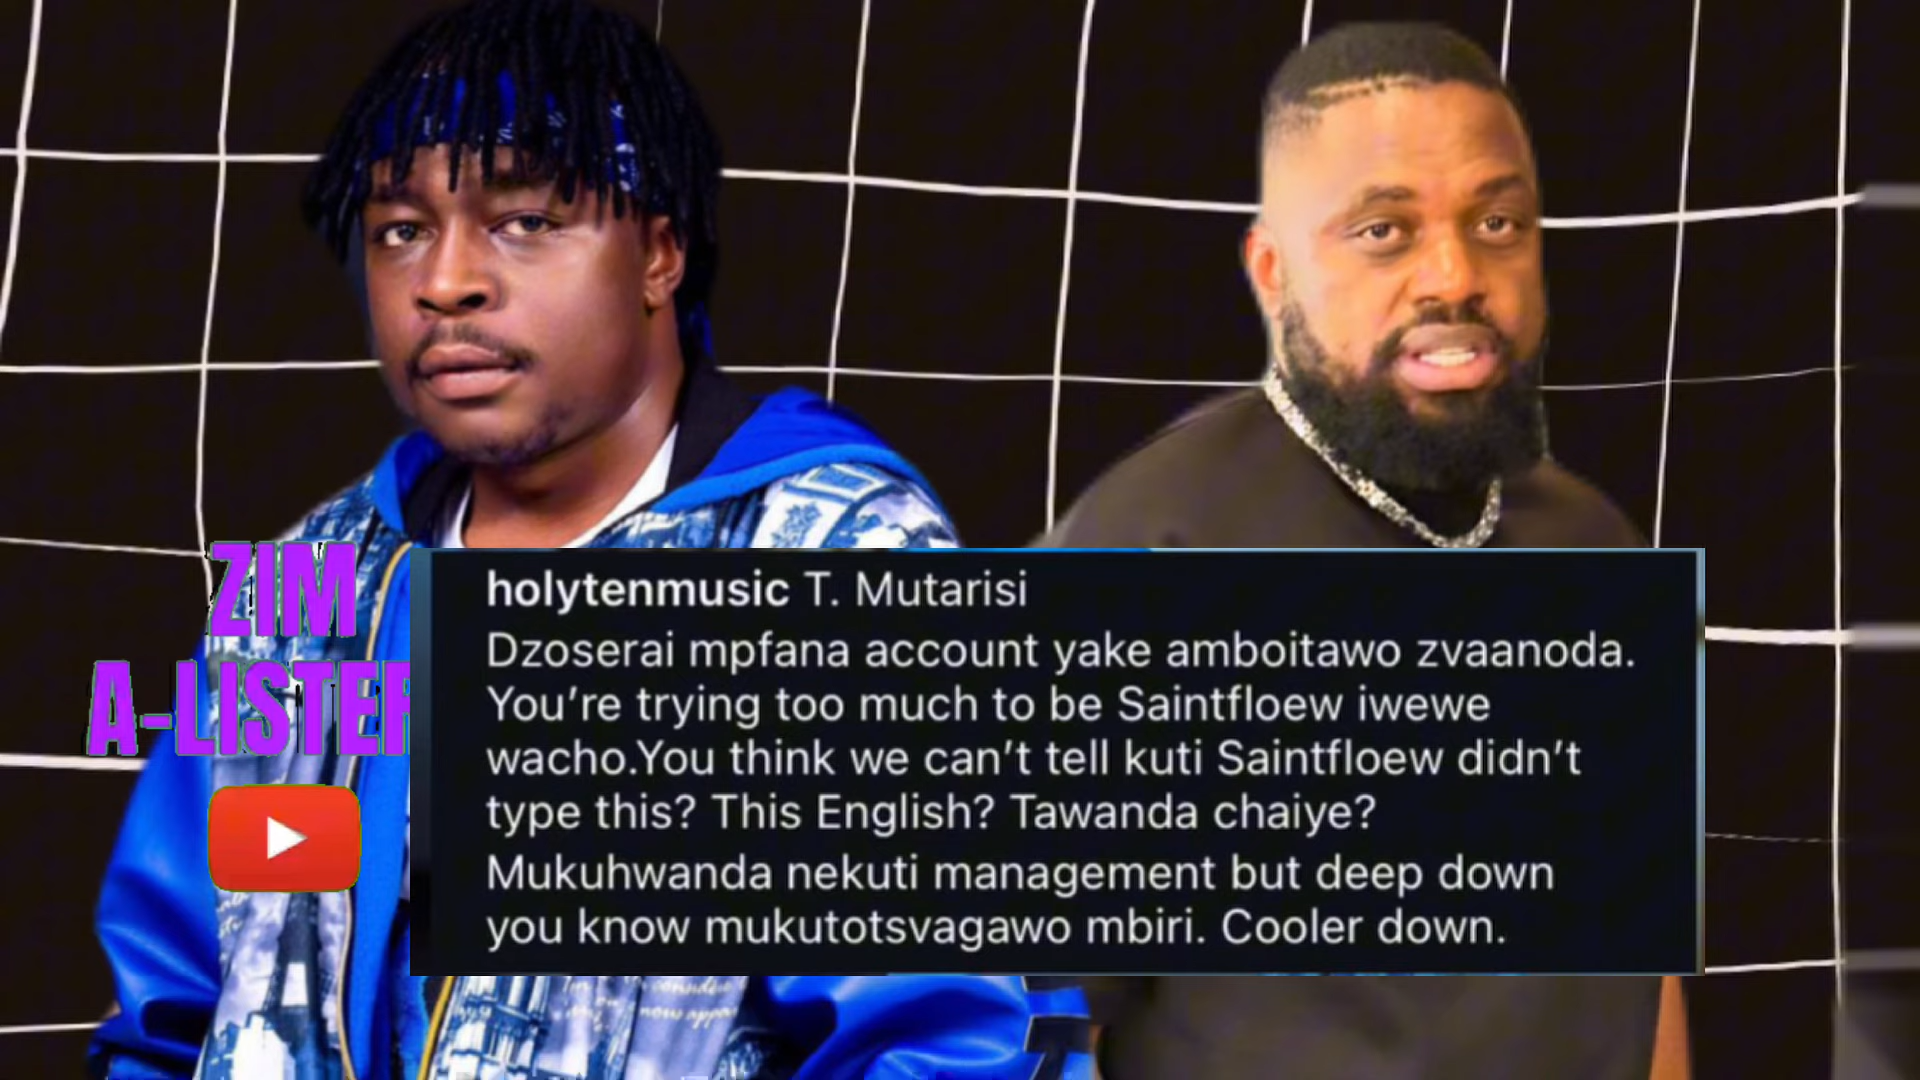 ZIM
A-LISTER
holytenmusic T. Mutarisi
Dzoserai mpfana account yake amboitawo zvaanoda.
You’re trying too much to be Saintfloew iwewe
wacho.You think we can’t tell kuti Saintfloew didn’t
type this? This English? Tawanda chaiye?
Mukuhwanda nekuti management but deep down
you know mukutotsvagawo mbiri. Cooler down.